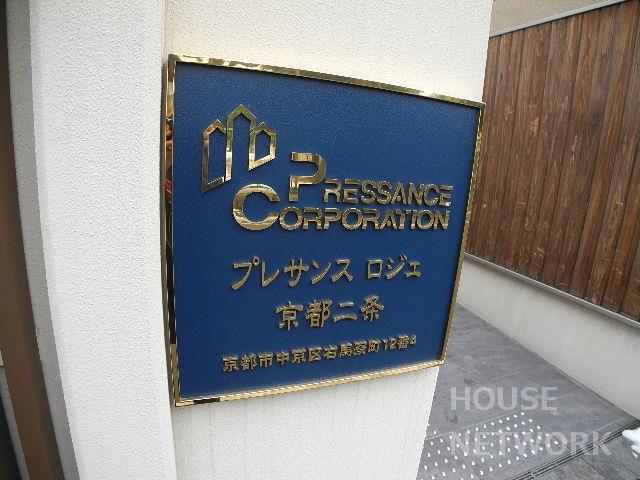 PRESSANCE
CORPORATION
プレサンス ロジェ
京都二条
京都市中京区右馬寮町12番4
HOUSE
NETWORK